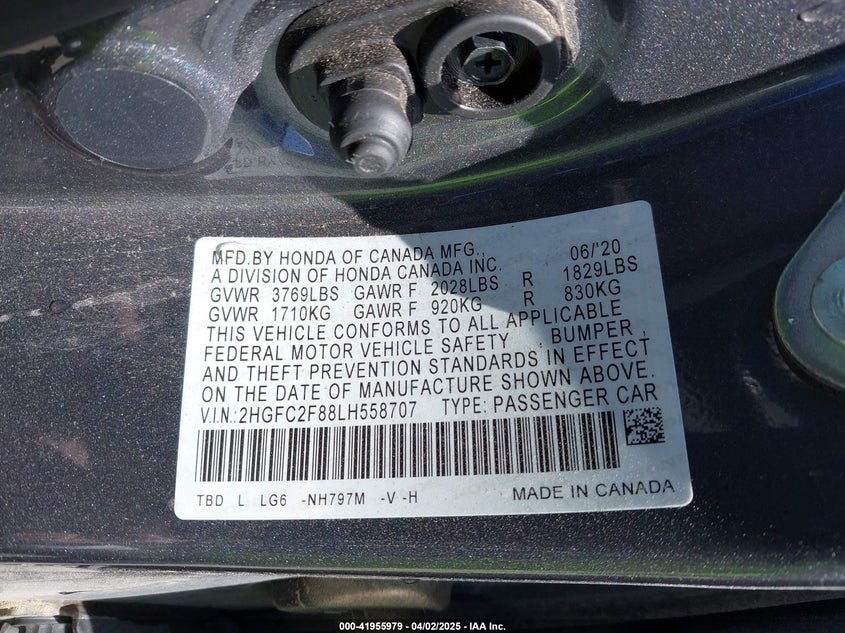 MFD.BY HONDA OF CANADA MFG., 06/'20
A DIVISION OF HONDA CANADA INC.
GVWR 3769LBS GAWR F 2028LBS R 1829LBS
GVWR 1710KG GAWR F 920KG R 830KG
THIS VEHICLE CONFORMS TO ALL APPLICABLE
FEDERAL MOTOR VEHICLE SAFETY , BUMPER ,
AND THEFT PREVENTION STANDARDS IN EFFECT
ON THE DATE OF MANUFACTURE SHOWN ABOVE.
V.I.N.:2HGFC2F88LH558707 TYPE: PASSENGER CAR
TBD L LG6 -NH797M -V -H MADE IN CANADA
000-41955979 - 04/02/2025 - IAA Inc.